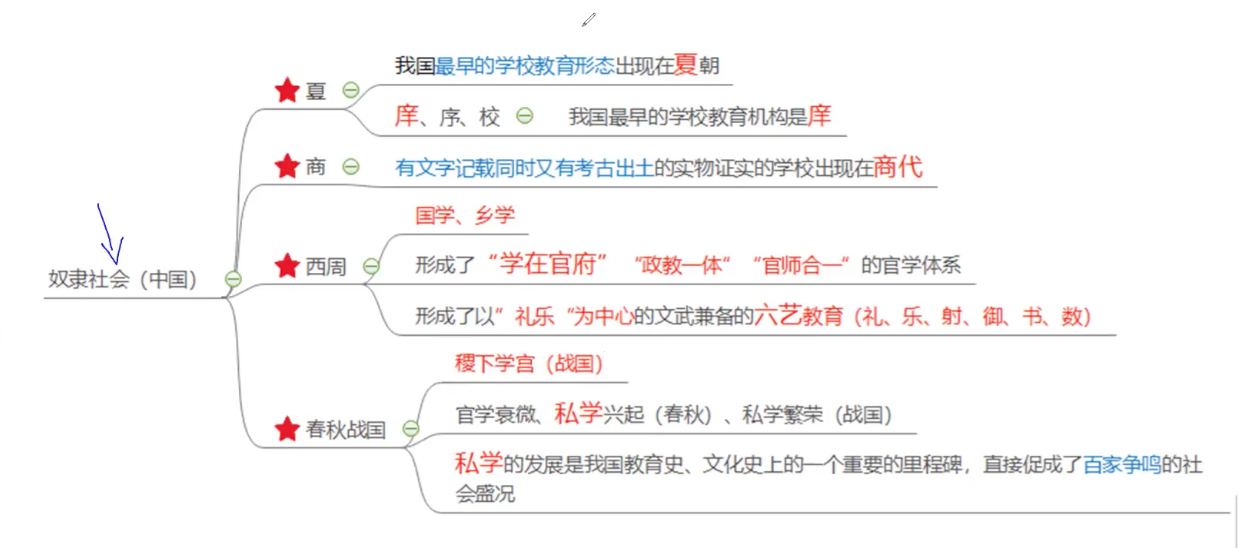 我国最早的学校教育形态出现在夏朝
夏
庠、序、校
我国最早的学校教育机构是庠
商
有文字记载同时又有考古出土的实物证实的学校出现在商代
国学、乡学
奴隶社会（中国）
西周
形成了“学在官府”“政教一体”“官师合一“的官学体系
形成了以”礼乐“为中心的文武兼备的六艺教育（礼、乐、射、御、书、数）
稷下学宫（战国）
春秋战国
官学衰微、私学兴起（春秋）、私学繁荣（战国）
私学的发展是我国教育史、文化史上的一个重要的里程碑，直接促成了百家争鸣的社
会盛况